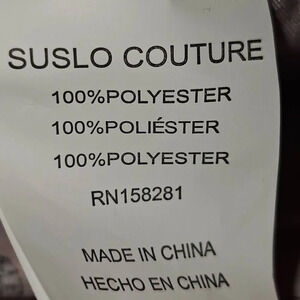 SUSLO COUTURE
100%POLYESTER
100%POLIÉSTER
100%POLYESTER
RN158281
MADE IN CHINA
HECHO EN CHINA